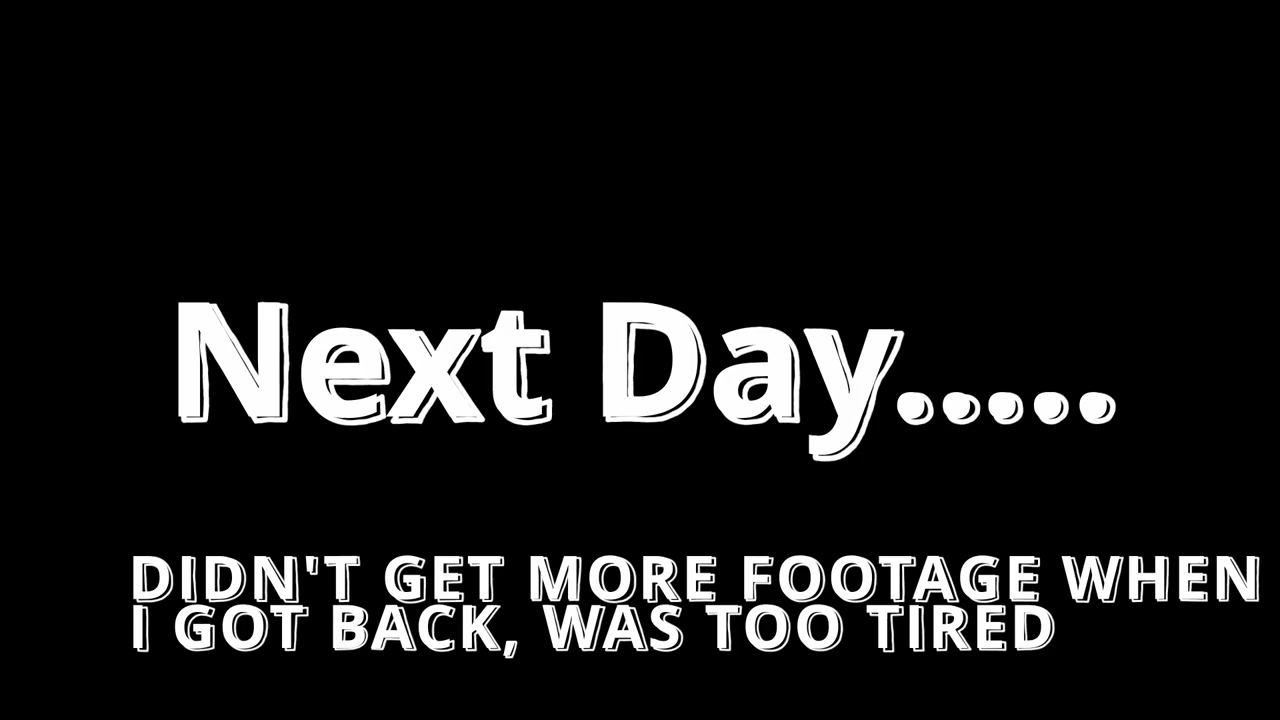 Next Day.....
DIDN'T GET MORE FOOTAGE WHEN
I GOT BACK, WAS TOO TIRED